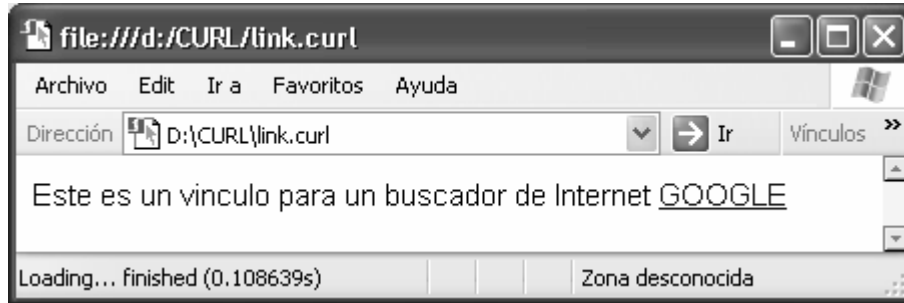 file:///d:/CURL/link.curl
Archivo Edit Ir a Favoritos Ayuda
Dirección D:\CURL\link.curl Ir Vínculos »
Este es un vinculo para un buscador de Internet GOOGLE
Loading... finished (0.108639s) Zona desconocida